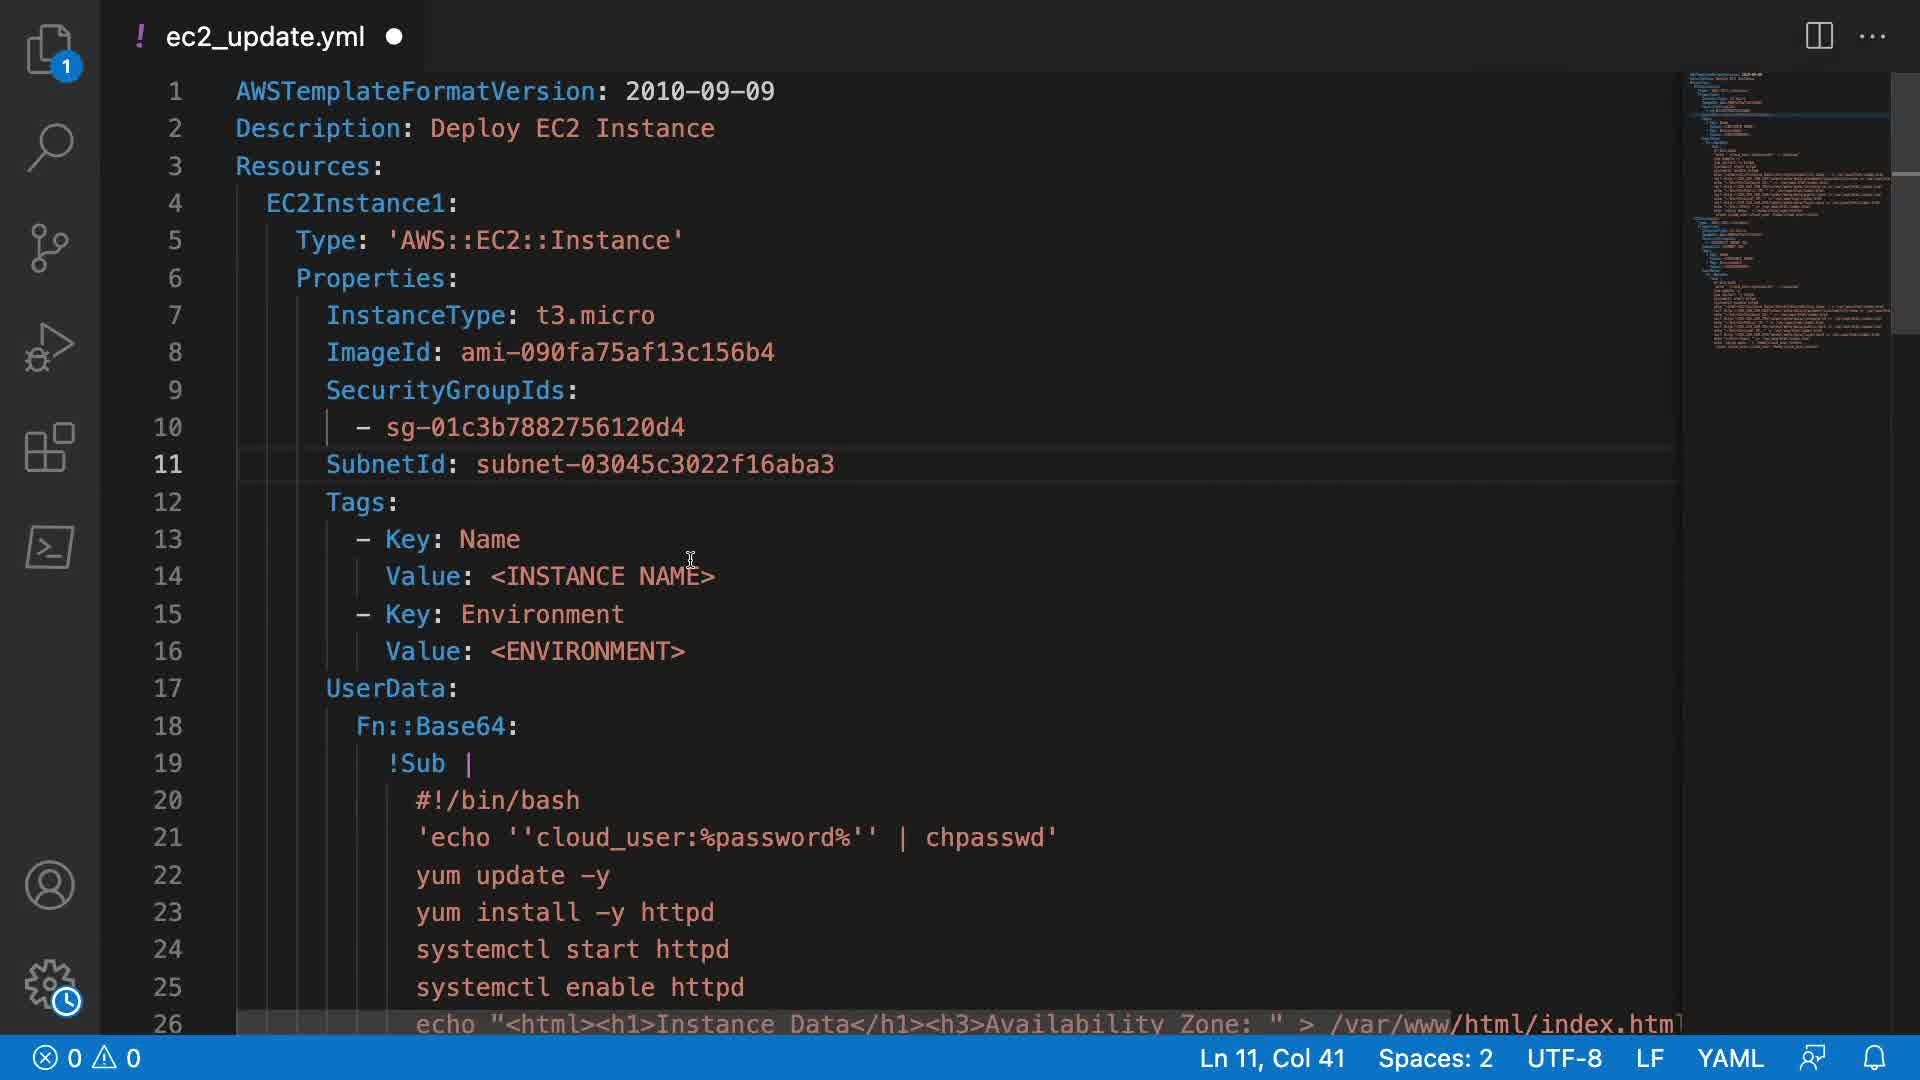 ! ec2_update.yml
1
1 AWSTemplateFormatVersion: 2010-09-09
2 Description: Deploy EC2 Instance
3 Resources:
4 EC2Instance1:
5 Type: 'AWS::EC2::Instance'
6 Properties:
7 InstanceType: t3.micro
8 ImageId: ami-090fa75af13c156b4
9 SecurityGroupIds:
10 - sg-01c3b7882756120d4
11 SubnetId: subnet-03045c3022f16aba3
12 Tags:
13 - Key: Name
14 Value: <INSTANCE NAME>
15 - Key: Environment
16 Value: <ENVIRONMENT>
17 UserData:
18 Fn::Base64:
19 !Sub |
20 #!/bin/bash
21 'echo ''cloud_user:%password%'' | chpasswd'
22 yum update -y
23 yum install -y httpd
24 systemctl start httpd
25 systemctl enable httpd
26 echo "<html><h1>Instance Data</h1><h3>Availability Zone: " > /var/www/html/index.html
0 0 Ln 11, Col 41 Spaces: 2 UTF-8 LF YAML